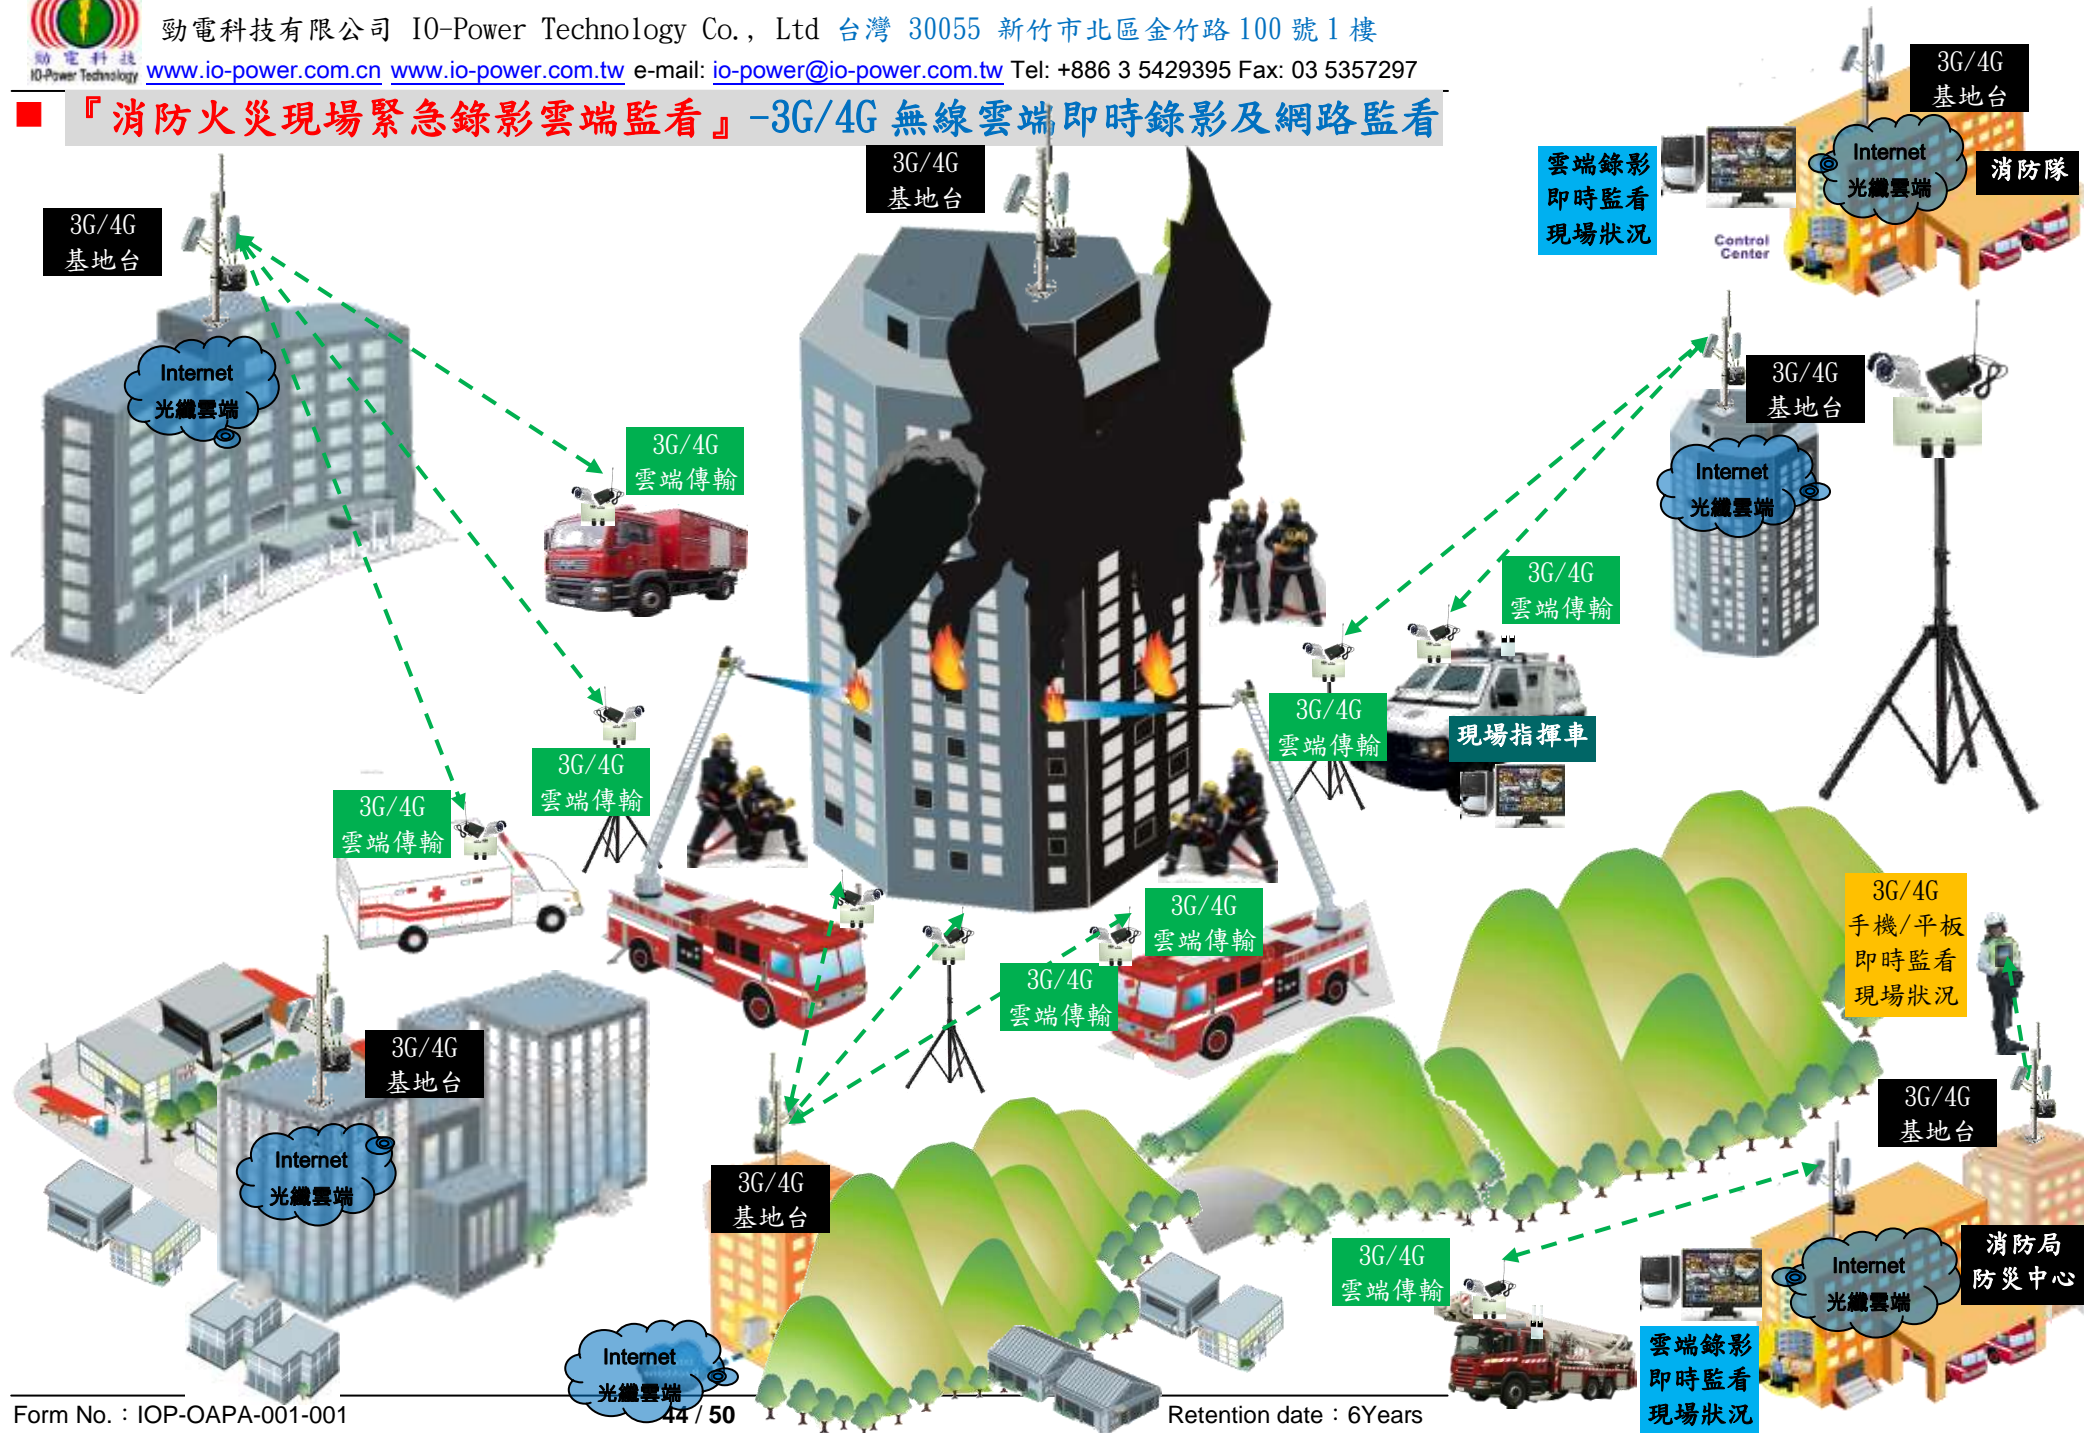 勁電科技有限公司 IO-Power Technology Co., Ltd 台灣 30055 新竹市北區金竹路 100 號 1 樓
勁電科技
IO-Power Technology
www.io-power.com.cn www.io-power.com.tw e-mail: io-power@io-power.com.tw Tel: +886 3 5429395 Fax: 03 5357297
■ 『消防火災現場緊急錄影雲端監看』-3G/4G 無線雲端即時錄影及網路監看
3G/4G
基地台
Internet
光纖雲端
消防隊
雲端錄影
即時監看
現場狀況
Control
Center
3G/4G
基地台
3G/4G
基地台
Internet
光纖雲端
3G/4G
基地台
Internet
光纖雲端
3G/4G
雲端傳輸
3G/4G
雲端傳輸
3G/4G
雲端傳輸
現場指揮車
3G/4G
雲端傳輸
3G/4G
雲端傳輸
3G/4G
雲端傳輸
3G/4G
雲端傳輸
3G/4G
手機/平板
即時監看
現場狀況
3G/4G
基地台
Internet
光纖雲端
3G/4G
基地台
3G/4G
基地台
3G/4G
雲端傳輸
Internet
光纖雲端
消防局
防災中心
雲端錄影
即時監看
現場狀況
Internet
光纖雲端
Form No.：IOP-OAPA-001-001
44 / 50
Retention date：6Years